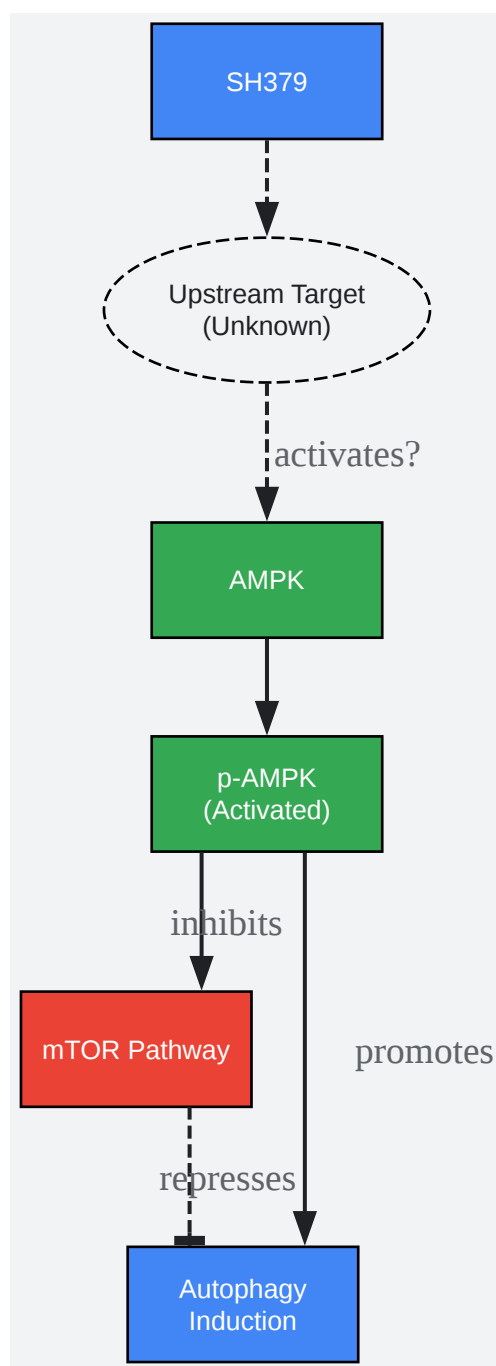 SH379
Upstream Target
(Unknown)
activates?
AMPK
p-AMPK
(Activated)
inhibits
mTOR Pathway
promotes
represses
Autophagy
Induction